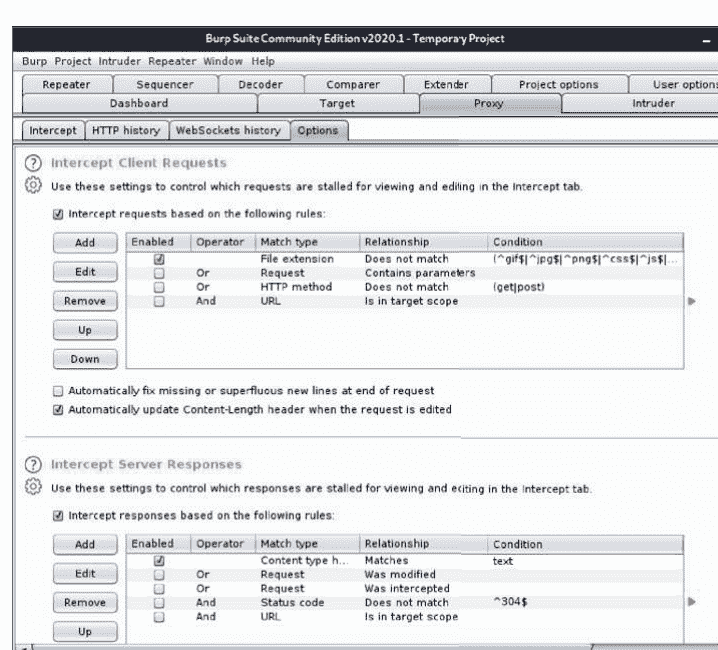 Burp Suite Community Edition v2020.1 - Temporary Project
Burp Project Intruder Repeater Window Help
Repeater Sequencer Decoder Comparer Extender Project options User options
Dashboard Target Proxy Intruder
Intercept HTTP history WebSockets history Options
Intercept Client Requests
Use these settings to control which requests are stalled for viewing and editing in the Intercept tab.
Intercept requests based on the following rules:
Add Enabled Operator Match type Relationship Condition
File extension Does not match (^gif$|^jpg$|^png$|^css$|^js$|...
Edit Or Request Contains parameters
Or HTTP method Does not match (get|post)
Remove And URL Is in target scope
Up
Down
Automatically fix missing or superfluous new lines at end of request
Automatically update Content-Length header when the request is edited
Intercept Server Responses
Use these settings to control which responses are stalled for viewing and editing in the Intercept tab.
Intercept responses based on the following rules:
Add Enabled Operator Match type Relationship Condition
Content type h... Matches text
Edit Or Request Was modified
Or Request Was intercepted
Remove And Status code Does not match ^304$
And URL Is in target scope
Up